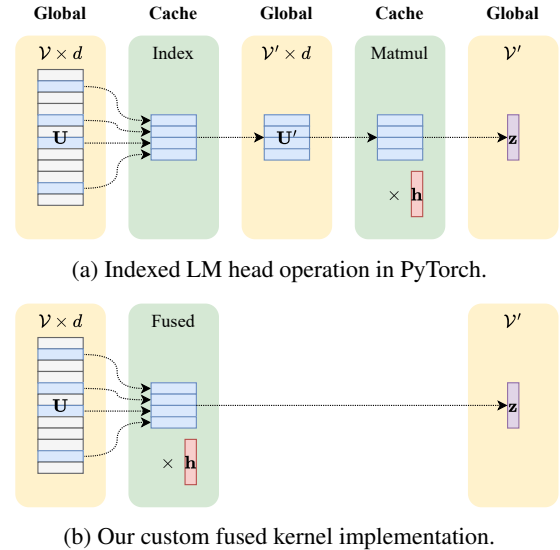 Global Cache Global Cache Global
𝒱 × d Index 𝒱′ × d Matmul 𝒱′
U U′ z
× h
(a) Indexed LM head operation in PyTorch.
𝒱 × d Fused 𝒱′
U z
× h
(b) Our custom fused kernel implementation.